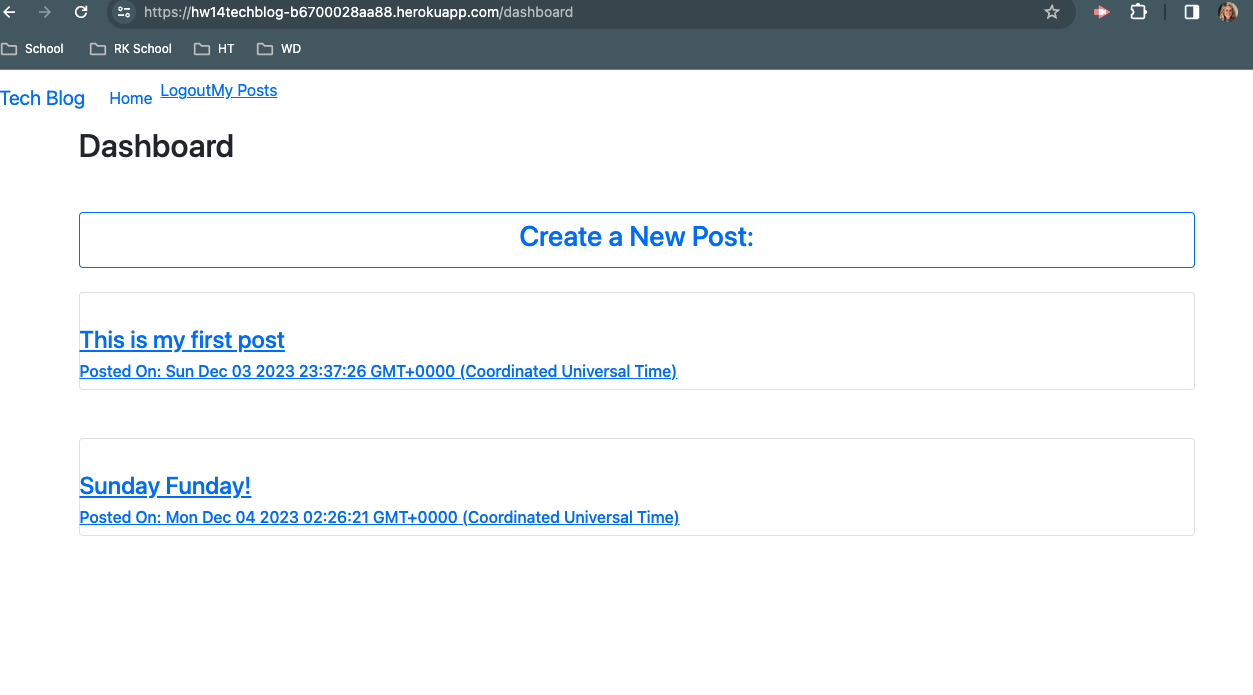 https://hw14techblog-b6700028aa88.herokuapp.com/dashboard
School RK School HT WD
Tech Blog Home LogoutMy Posts
Dashboard
Create a New Post:
This is my first post
Posted On: Sun Dec 03 2023 23:37:26 GMT+0000 (Coordinated Universal Time)
Sunday Funday!
Posted On: Mon Dec 04 2023 02:26:21 GMT+0000 (Coordinated Universal Time)